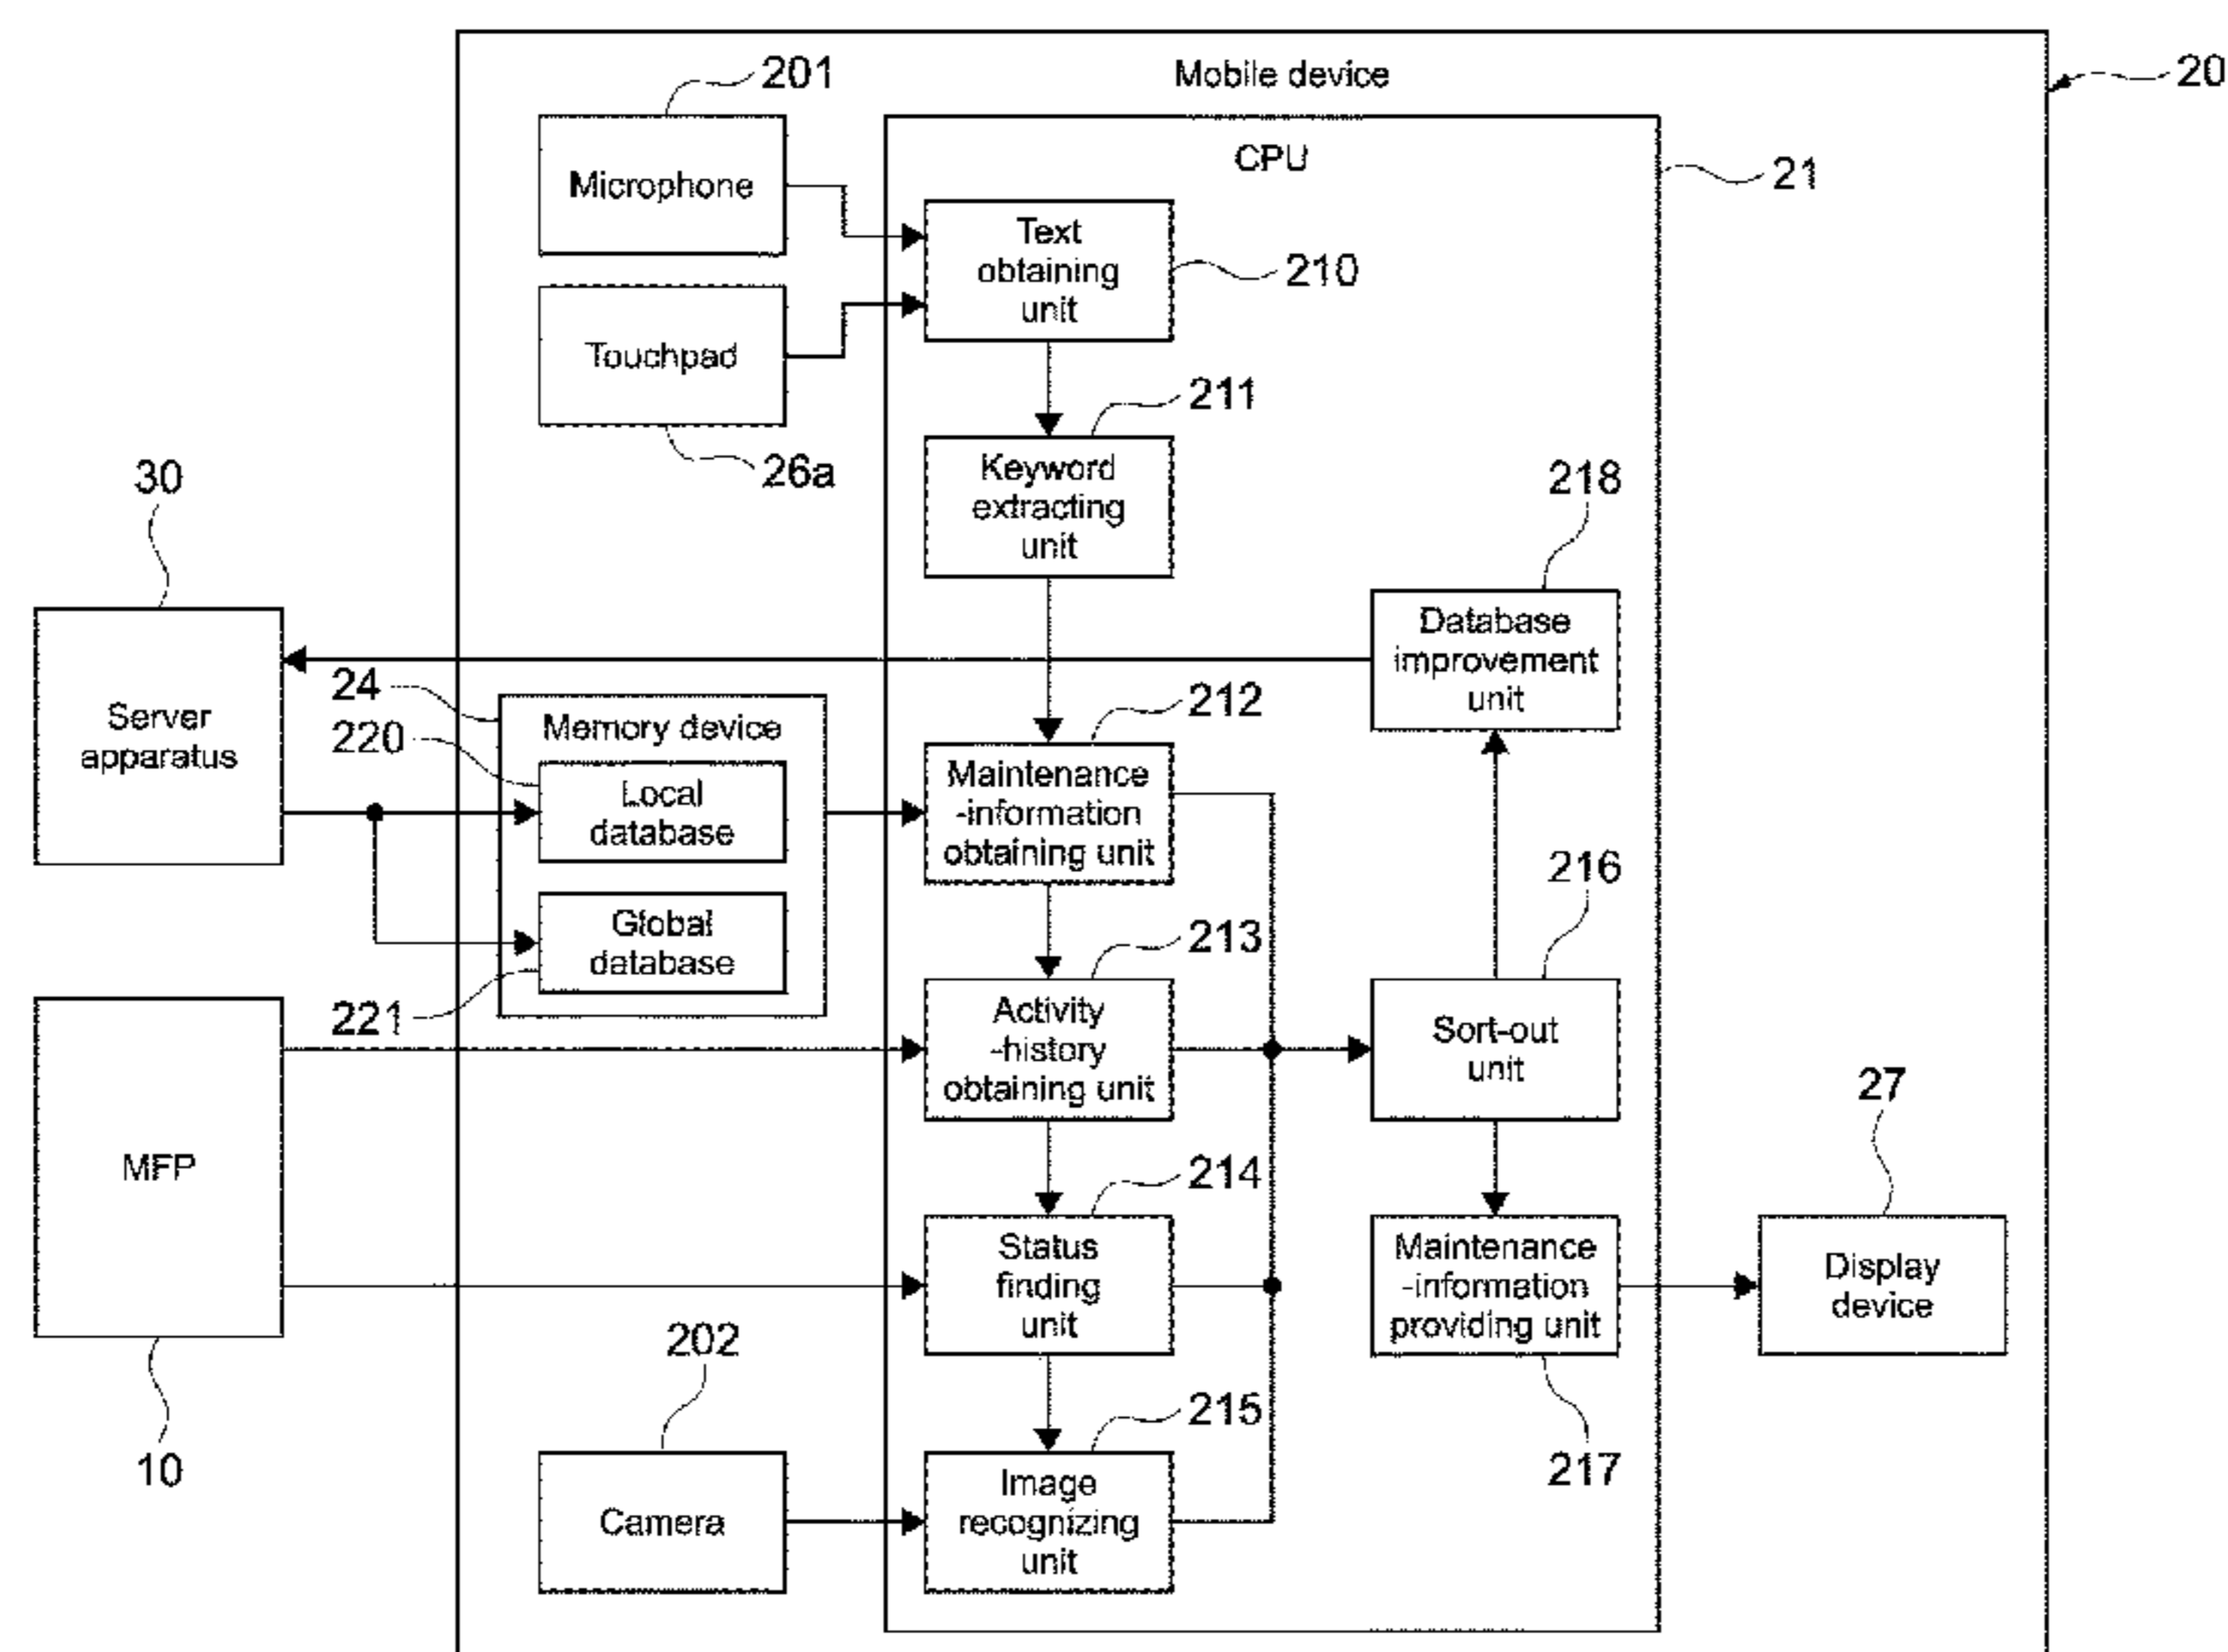 Mobile device
20
201
Microphone
CPU
21
Text
obtaining
unit
210
Touchpad
26a
211
Keyword
extracting
unit
218
Database
improvement
unit
30
Server
apparatus
24
Memory device
220
Local
database
Global
database
221
212
Maintenance
-information
obtaining unit
213
Activity
-history
obtaining unit
216
Sort-out
unit
MFP
10
214
Status
finding
unit
Maintenance
-information
providing unit
217
27
Display
device
202
Camera
215
Image
recognizing
unit